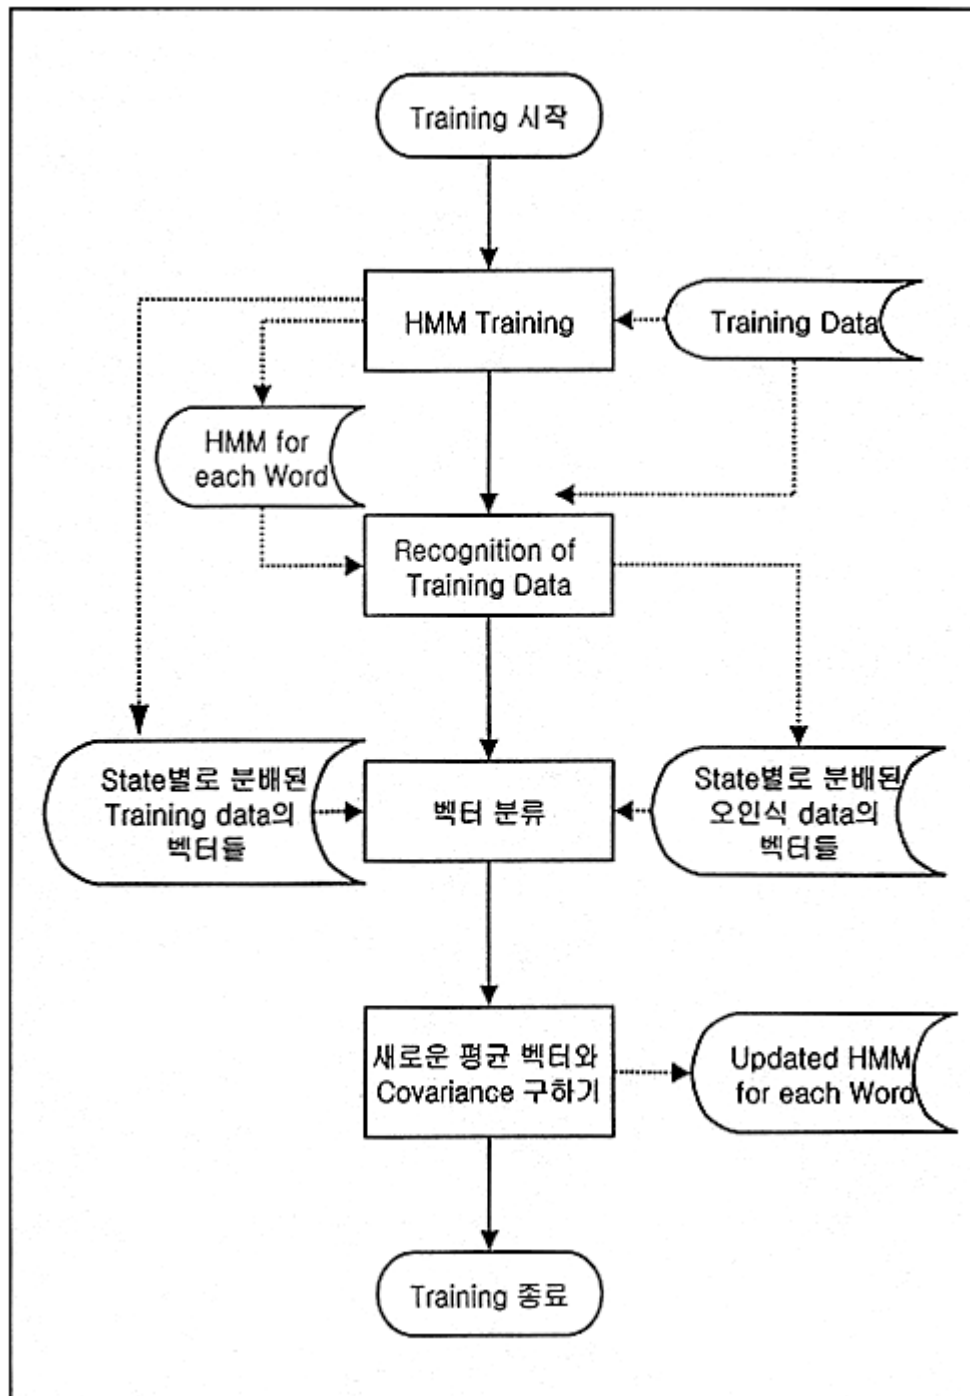 Training 시작
HMM Training
Training Data
HMM for
each Word
Recognition of
Training Data
State별로 분배된
Training data의
벡터들
벡터 분류
State별로 분배된
오인식 data의
벡터들
새로운 평균 벡터와
Covariance 구하기
Updated HMM
for each Word
Training 종료